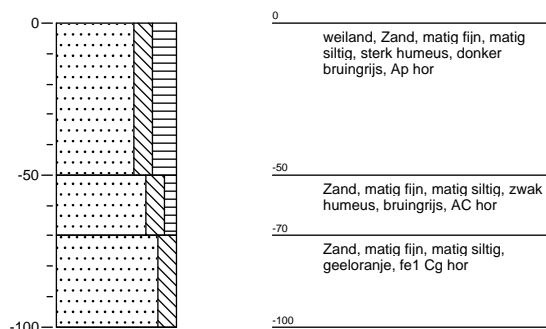 0
-50
-100
0
weiland, Zand, matig fijn, matig
siltig, sterk humeus, donker
bruingrijs, Ap hor
-50
Zand, matig fijn, matig siltig, zwak
humeus, bruingrijs, AC hor
-70
Zand, matig fijn, matig siltig,
geeloranje, fe1 Cg hor
-100